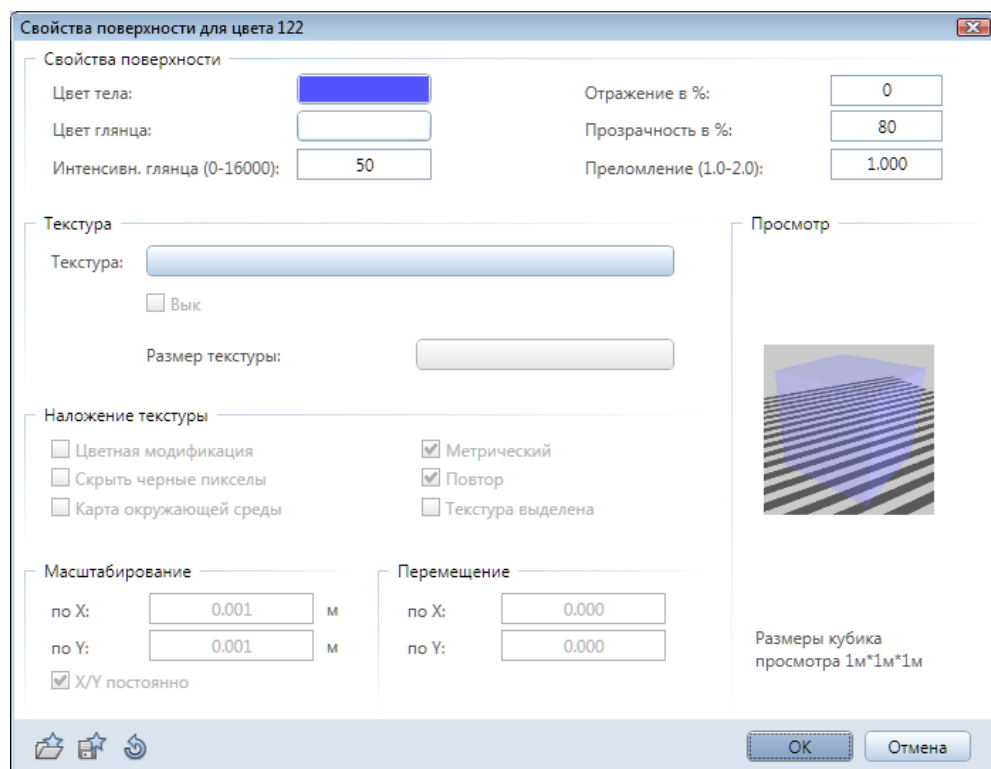 Свойства поверхности для цвета 122
Свойства поверхности
Цвет тела:
Отражение в %: 0
Цвет глянца:
Прозрачность в %: 80
Интенсивн. глянца (0-16000): 50
Преломление (1.0-2.0): 1.000
Текстура
Текстура:
Вык
Размер текстуры:
Просмотр
Наложение текстуры
Цветная модификация
Метрический
Скрыть черные пикселы
Повтор
Карта окружающей среды
Текстура выделена
Масштабирование
по X: 0.001 м
по Y: 0.001 м
X/Y постоянно
Перемещение
по X: 0.000
по Y: 0.000
Размеры кубика
просмотра 1м*1м*1м
OK
Отмена